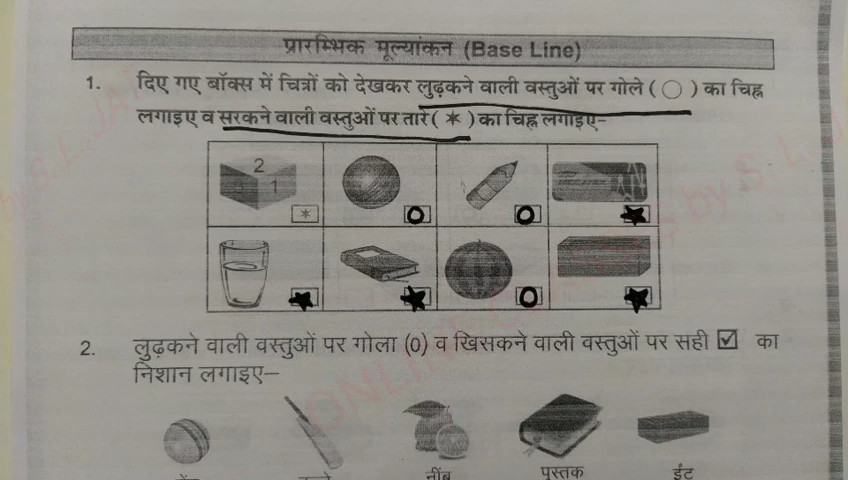 प्रारम्भिक मूल्यांकन (Base Line)
1. दिए गए बॉक्स में चित्रों को देखकर लुढ़कने वाली वस्तुओं पर गोले ( ○ ) का चिह्न
लगाइए व सरकने वाली वस्तुओं पर तारे ( * ) का चिह्न लगाइए–
2
3 1
2. लुढ़कने वाली वस्तुओं पर गोला (0) व खिसकने वाली वस्तुओं पर सही ☑ का
निशान लगाइए–
नींबू पुस्तक ईंट